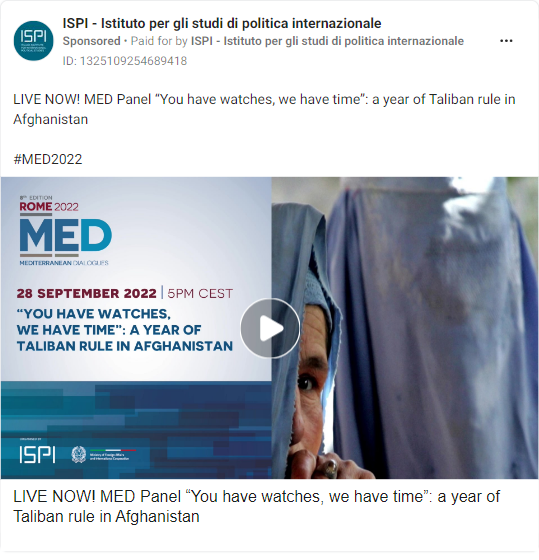 ISPI - Istituto per gli studi di politica internazionale
Sponsored • Paid for by ISPI - Istituto per gli studi di politica internazionale
ID: 1325109254689418
LIVE NOW! MED Panel “You have watches, we have time”: a year of Taliban rule in
Afghanistan
#MED2022
8TH EDITION
ROME 2022
MED
MEDITERRANEAN DIALOGUES
28 SEPTEMBER 2022 | 5PM CEST
“YOU HAVE WATCHES,
WE HAVE TIME”: A YEAR OF
TALIBAN RULE IN AFGHANISTAN
ISPI
Ministry of Foreign Affairs
and International Cooperation
LIVE NOW! MED Panel “You have watches, we have time”: a year of
Taliban rule in Afghanistan